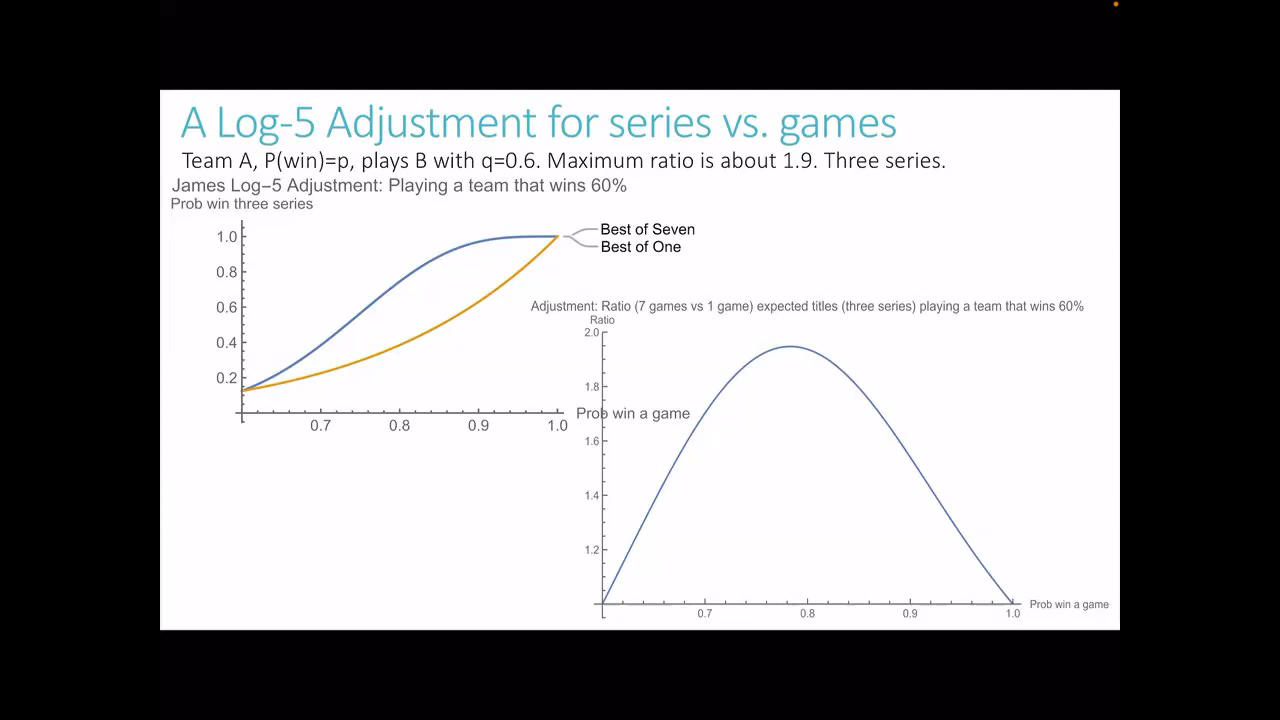 A Log-5 Adjustment for series vs. games
Team A, P(win)=p, plays B with q=0.6. Maximum ratio is about 1.9. Three series.
James Log–5 Adjustment: Playing a team that wins 60%
Prob win three series
1.0
0.8
0.6
0.4
0.2
0.7
0.8
0.9
1.0
Prob win a game
Best of Seven
Best of One
Adjustment: Ratio (7 games vs 1 game) expected titles (three series) playing a team that wins 60%
Ratio
2.0
1.8
1.6
1.4
1.2
0.7
0.8
0.9
1.0
Prob win a game